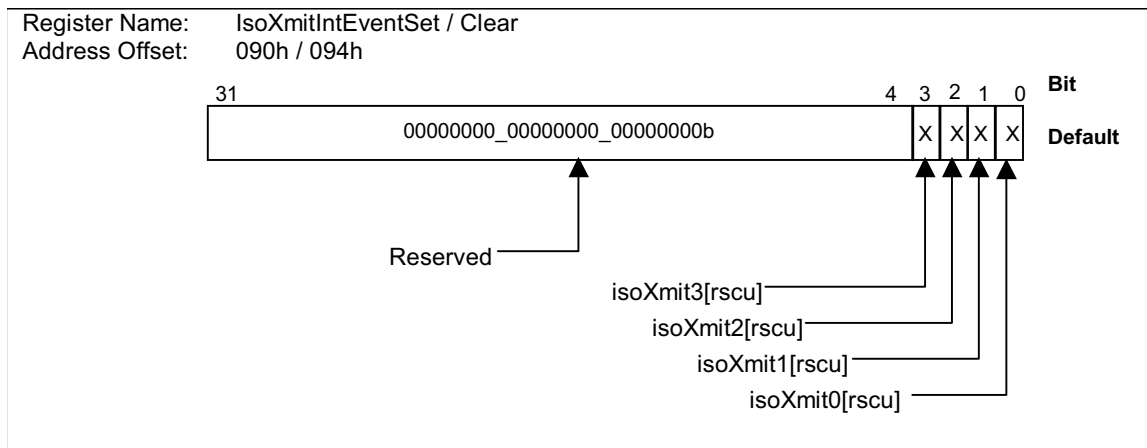 Register Name: IsoXmitIntEventSet / Clear
Address Offset: 090h / 094h
31 4 3 2 1 0 Bit
00000000_00000000_00000000b X X X X Default
Reserved
isoXmit3[rscu]
isoXmit2[rscu]
isoXmit1[rscu]
isoXmit0[rscu]